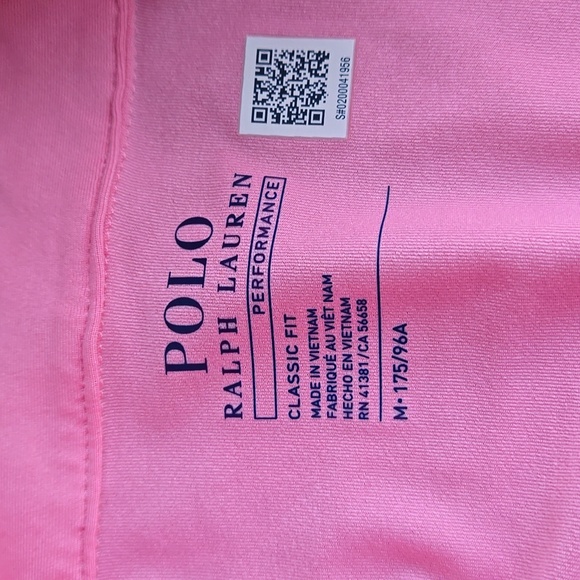 POLO
RALPH LAUREN
PERFORMANCE
CLASSIC FIT
MADE IN VIETNAM
FABRIQUÉ AU VIÊT NAM
HECHO EN VIETNAM
RN 41381/CA 56658
M• 175/96A
S#0200041956